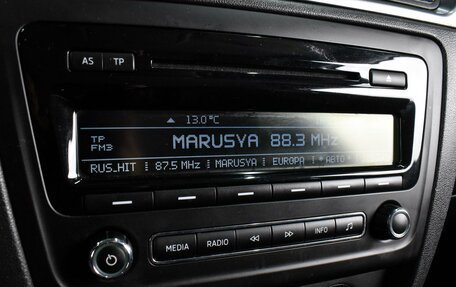 AS TP
▲ 13.0 °C
TP
FM3
MARUSYA 88.3 MHz
RUS.HIT | 87.5 MHz | MARUSYA | EUROPA | * АВТО *
MEDIA RADIO INFO